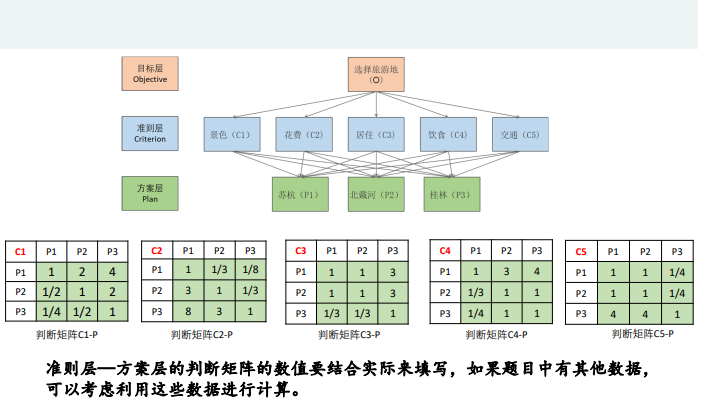 目标层
Objective
选择旅游地
(O)
准则层
Criterion
景色（C1）
花费（C2）
居住（C3）
饮食（C4）
交通（C5）
方案层
Plan
苏杭（P1）
北戴河（P2）
桂林（P3）
C1 P1 P2 P3
P1 1 2 4
P2 1/2 1 2
P3 1/4 1/2 1
判断矩阵C1-P
C2 P1 P2 P3
P1 1 1/3 1/8
P2 3 1 1/3
P3 8 3 1
判断矩阵C2-P
C3 P1 P2 P3
P1 1 1 3
P2 1 1 3
P3 1/3 1/3 1
判断矩阵C3-P
C4 P1 P2 P3
P1 1 3 4
P2 1/3 1 1
P3 1/4 1 1
判断矩阵C4-P
C5 P1 P2 P3
P1 1 1 1/4
P2 1 1 1/4
P3 4 4 1
判断矩阵C5-P
准则层—方案层的判断矩阵的数值要结合实际来填写，如果题目中有其他数据，
可以考虑利用这些数据进行计算。